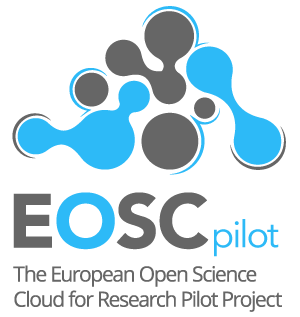 EOSCpilot
The European Open Science
Cloud for Research Pilot Project